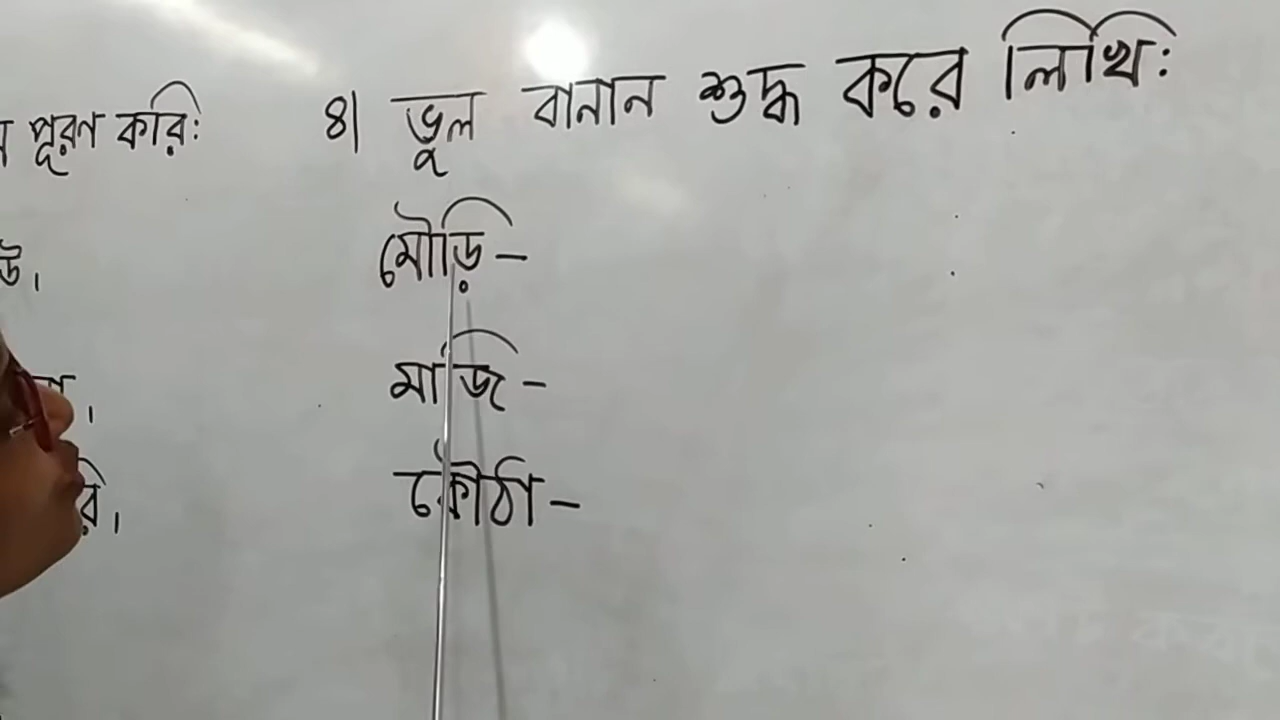 পূরণ করি:
৪। ভুল বানান শুদ্ধ করে লিখি:
মৌড়ি –
উ।
মাজি –
কৌঠা –
রি।